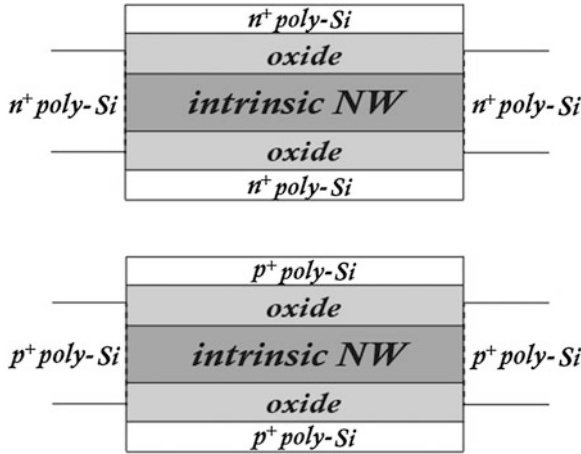 n⁺ poly-Si
oxide
n⁺ poly-Si intrinsic NW n⁺ poly-Si
oxide
n⁺ poly-Si
p⁺ poly-Si
oxide
p⁺ poly-Si intrinsic NW p⁺ poly-Si
oxide
p⁺ poly-Si